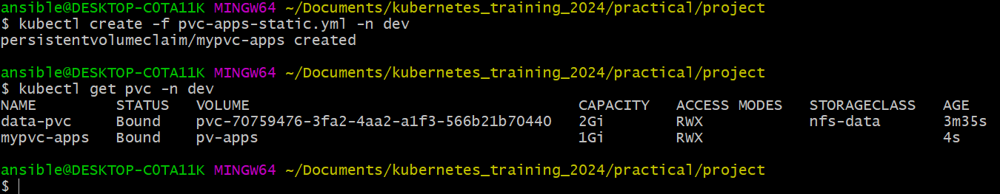 ansible@DESKTOP-COTA11K MINGW64 ~/Documents/kubernetes_training_2024/practical/project
$ kubectl create -f pvc-apps-static.yml -n dev
persistentvolumeclaim/mypvc-apps created
ansible@DESKTOP-COTA11K MINGW64 ~/Documents/kubernetes_training_2024/practical/project
$ kubectl get pvc -n dev
NAME STATUS VOLUME CAPACITY ACCESS MODES STORAGECLASS AGE
data-pvc Bound pvc-70759476-3fa2-4aa2-a1f3-566b21b70440 2Gi RWX nfs-data 3m35s
mypvc-apps Bound pv-apps 1Gi RWX 4s
ansible@DESKTOP-COTA11K MINGW64 ~/Documents/kubernetes_training_2024/practical/project
$